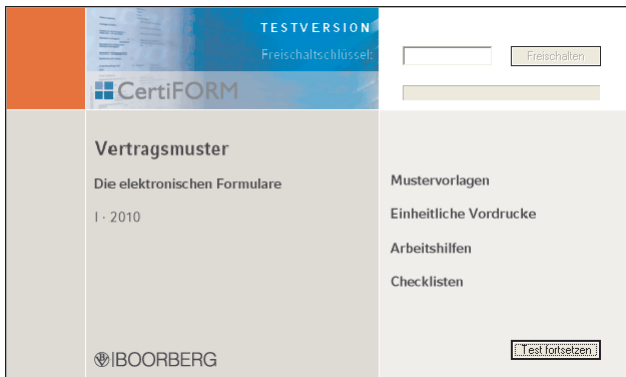 TESTVERSION
Freischaltschlüssel:
Freischalten
CertiFORM
Vertragsmuster
Die elektronischen Formulare
I · 2010
Mustervorlagen
Einheitliche Vordrucke
Arbeitshilfen
Checklisten
BOORBERG
Test fortsetzen